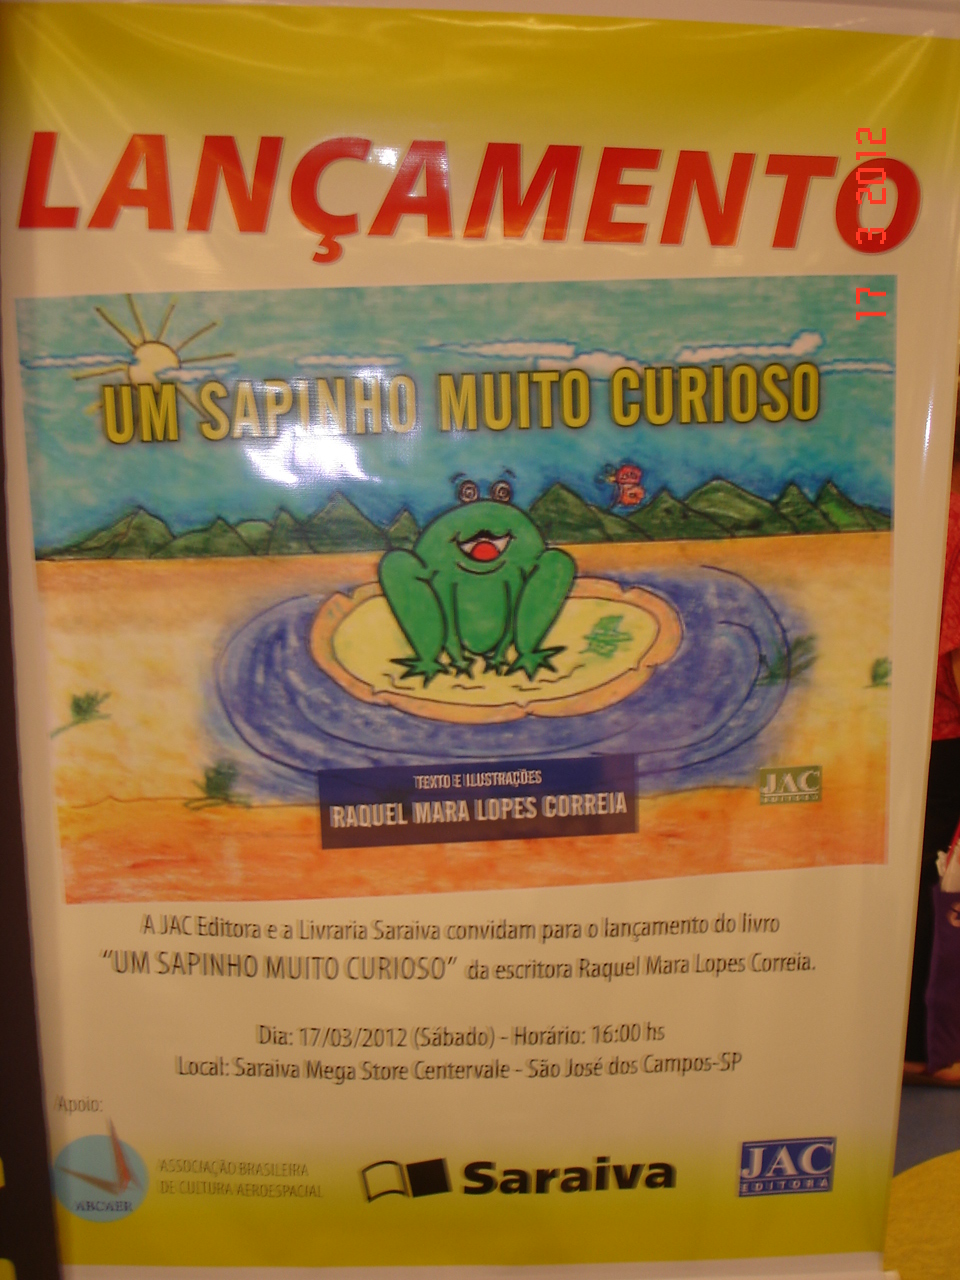 LANÇAMENTO
17 3 2012
UM SAPINHO MUITO CURIOSO
TEXTO E ILUSTRAÇÕES
RAQUEL MARA LOPES CORREIA
JAC
EDITORA
A JAC Editora e a Livraria Saraiva convidam para o lançamento do livro
“UM SAPINHO MUITO CURIOSO” da escritora Raquel Mara Lopes Correia.
Dia: 17/03/2012 (Sábado) - Horário: 16:00 hs
Local: Saraiva Mega Store Centervale - São José dos Campos-SP
Apoio:
ABCAER
ASSOCIAÇÃO BRASILEIRA
DE CULTURA AEROESPACIAL
Saraiva
JAC
EDITORA